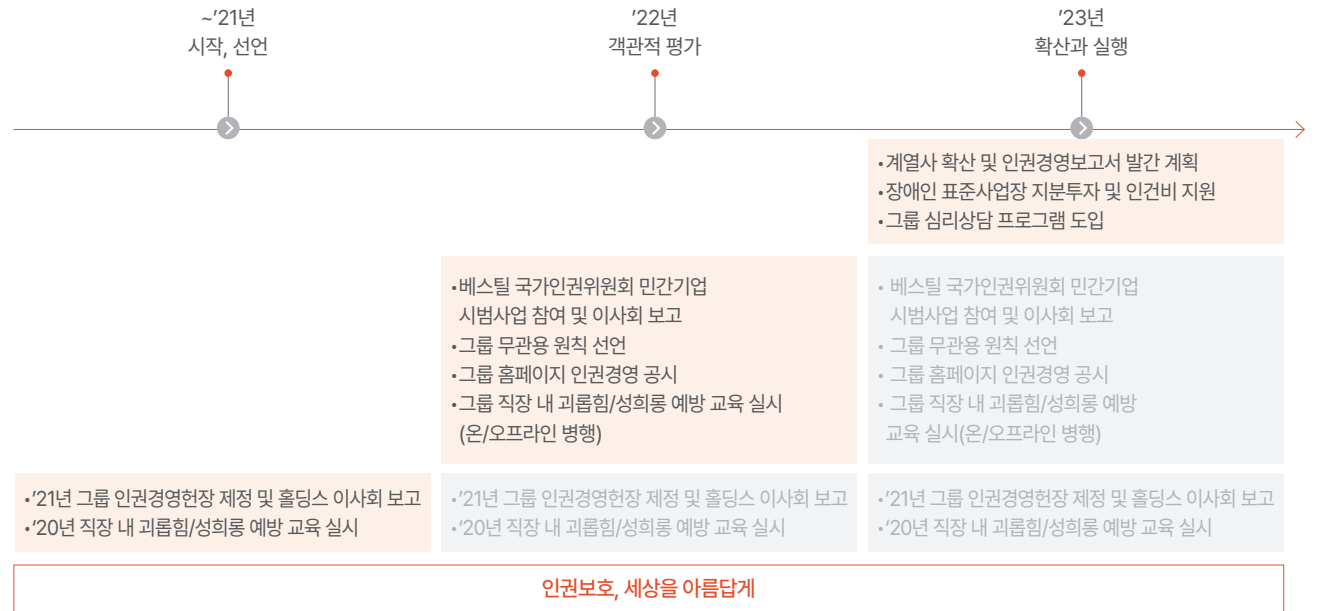 ~’21년
시작, 선언
’22년
객관적 평가
’23년
확산과 실행
•계열사 확산 및 인권경영보고서 발간 계획
•장애인 표준사업장 지분투자 및 인건비 지원
•그룹 심리상담 프로그램 도입
•베스틸 국가인권위원회 민간기업
시범사업 참여 및 이사회 보고
•그룹 무관용 원칙 선언
•그룹 홈페이지 인권경영 공시
•그룹 직장 내 괴롭힘/성희롱 예방 교육 실시
(온/오프라인 병행)
• 베스틸 국가인권위원회 민간기업
시범사업 참여 및 이사회 보고
• 그룹 무관용 원칙 선언
• 그룹 홈페이지 인권경영 공시
• 그룹 직장 내 괴롭힘/성희롱 예방
교육 실시(온/오프라인 병행)
•’21년 그룹 인권경영헌장 제정 및 홀딩스 이사회 보고
•’20년 직장 내 괴롭힘/성희롱 예방 교육 실시
•’21년 그룹 인권경영헌장 제정 및 홀딩스 이사회 보고
•’20년 직장 내 괴롭힘/성희롱 예방 교육 실시
•’21년 그룹 인권경영헌장 제정 및 홀딩스 이사회 보고
•’20년 직장 내 괴롭힘/성희롱 예방 교육 실시
인권보호, 세상을 아름답게